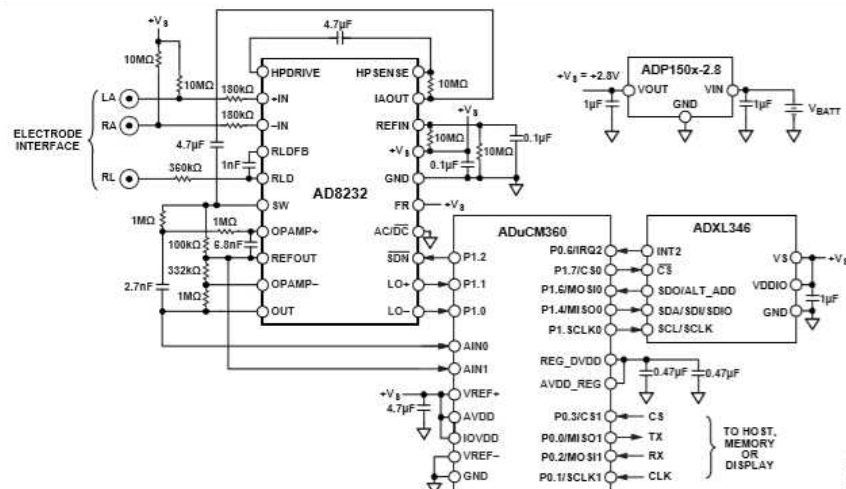 +VS
4.7µF
10MΩ
10MΩ
HPDRIVE
HPSENSE
10MΩ
LA
180kΩ
+IN
IAOUT
+VS
RA
180kΩ
–IN
REFIN
ELECTRODE
INTERFACE
4.7µF
1nF
RLDFB
+VS
10MΩ
10MΩ
0.1µF
0.1µF
RL
360kΩ
RLD
GND
AD8232
SW
FR
+VS
1MΩ
1MΩ
OPAMP+
AC/DC
100kΩ
6.8nF
REFOUT
SDN
332kΩ
OPAMP–
LO+
2.7nF
1MΩ
OUT
LO–
+VS = +2.8V
ADP150x-2.8
VOUT
VIN
GND
1µF
1µF
VBATT
ADuCM360
P1.2
P1.1
P1.0
AIN0
AIN1
+VS
VREF+
4.7µF
AVDD
IOVDD
VREF–
GND
P0.6/IRQ2
P1.7/CS0
P1.6/MOSI0
P1.4/MISO0
P1.SCLK0
REG_DVDD
AVDD_REG
0.47µF
0.47µF
P0.3/CS1
CS
P0.0/MISO1
TX
P0.2/MOSI1
RX
P0.1/SCLK1
CLK
TO HOST,
MEMORY
OR
DISPLAY
ADXL346
INT2
CS
SDO/ALT_ADD
SDA/SDI/SDIO
SCL/SCLK
VS
+VS
VDDIO
GND
1µF